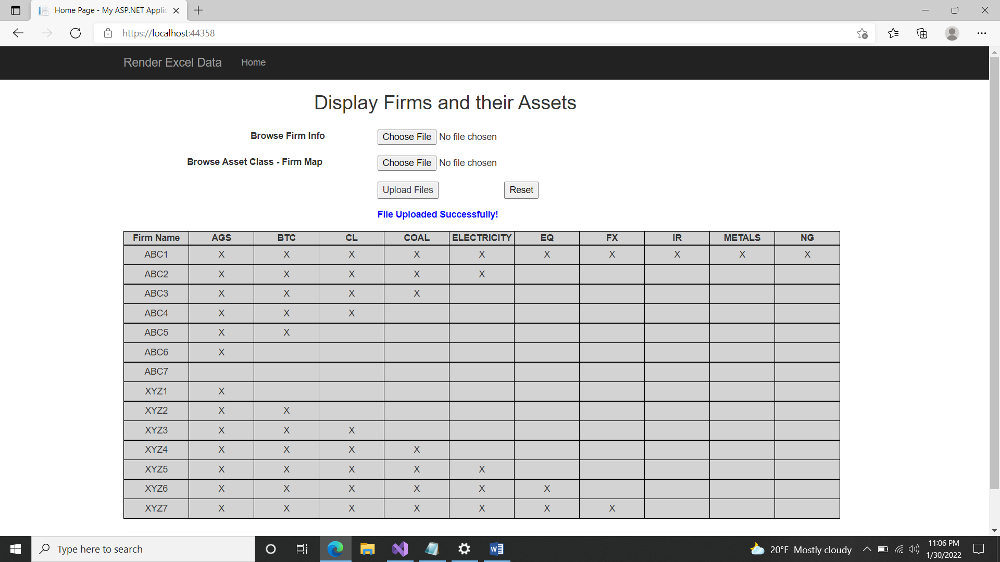 Home Page - My ASP.NET Applic
https://localhost:44358
Render Excel Data Home
Display Firms and their Assets
Browse Firm Info Choose File No file chosen
Browse Asset Class - Firm Map Choose File No file chosen
Upload Files Reset
File Uploaded Successfully!
Firm Name AGS BTC CL COAL ELECTRICITY EQ FX IR METALS NG
ABC1 X X X X X X X X X X
ABC2 X X X X X
ABC3 X X X X
ABC4 X X X
ABC5 X X
ABC6 X
ABC7
XYZ1 X
XYZ2 X X
XYZ3 X X X
XYZ4 X X X X
XYZ5 X X X X X
XYZ6 X X X X X X
XYZ7 X X X X X X X
Type here to search
20°F Mostly cloudy
11:06 PM
1/30/2022